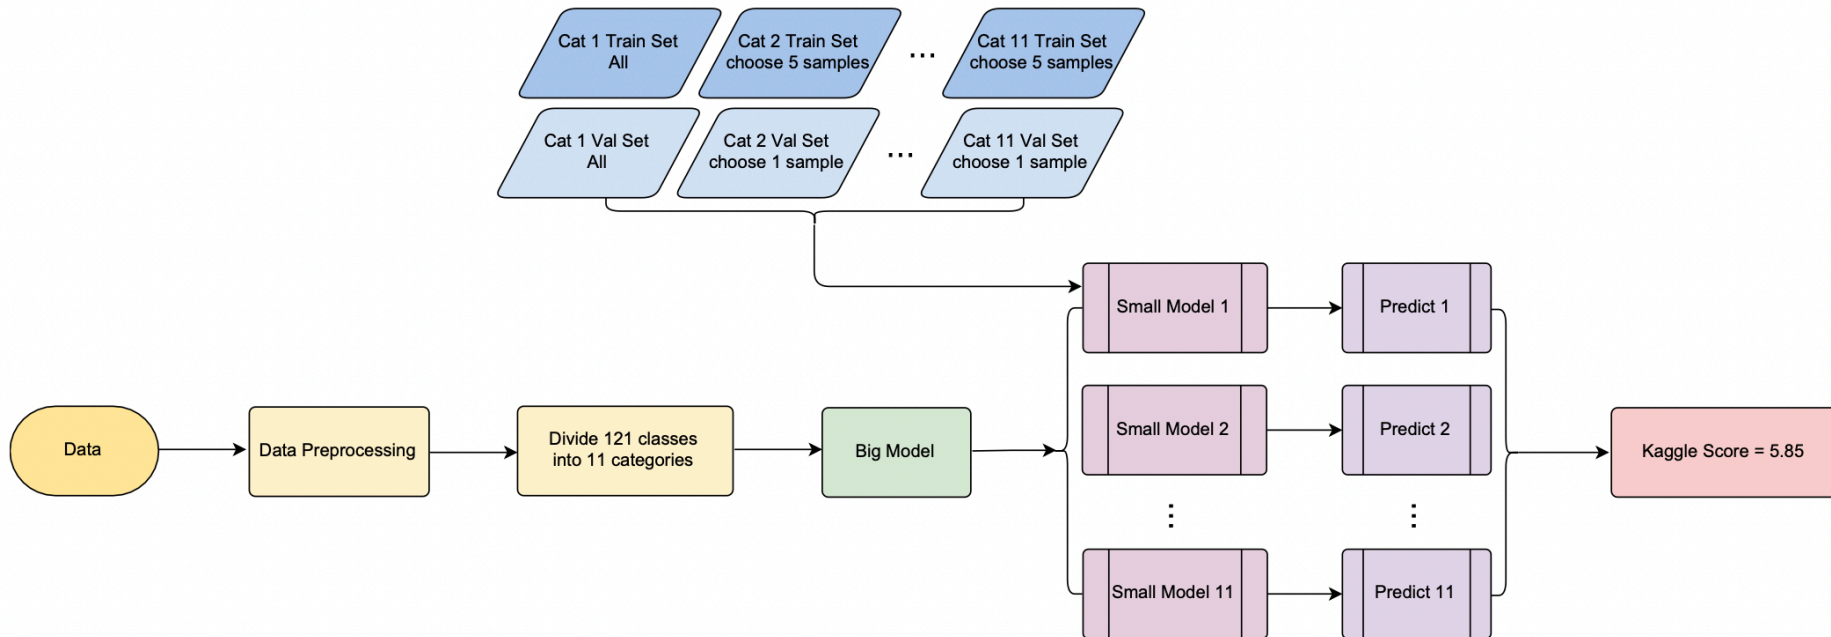 Cat 1 Train Set
All
Cat 2 Train Set
choose 5 samples
...
Cat 11 Train Set
choose 5 samples
Cat 1 Val Set
All
Cat 2 Val Set
choose 1 sample
...
Cat 11 Val Set
choose 1 sample
Data
Data Preprocessing
Divide 121 classes
into 11 categories
Big Model
Small Model 1
Predict 1
Small Model 2
Predict 2
...
...
Small Model 11
Predict 11
Kaggle Score = 5.85